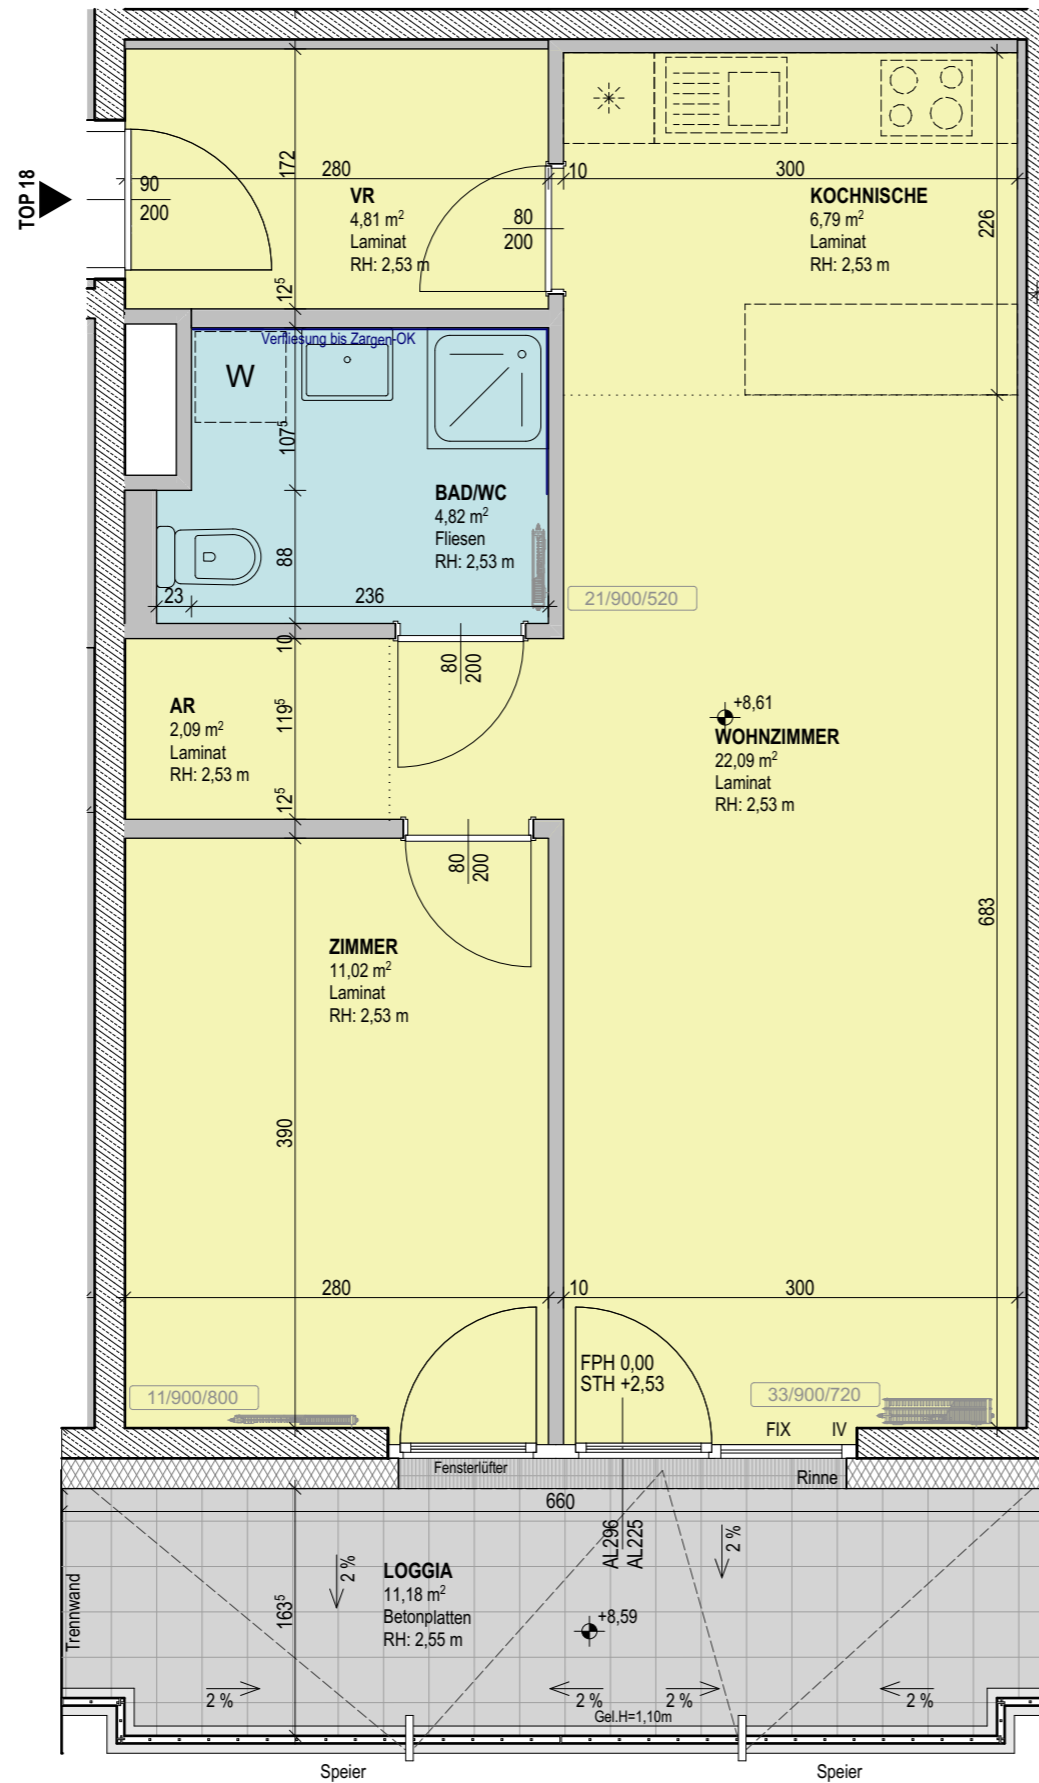 TOP 18
90
200
280
172
12⁵
VR
4,81 m²
Laminat
RH: 2,53 m
80
200
10
300
KOCHNISCHE
6,79 m²
Laminat
RH: 2,53 m
226
Verfliesung bis Zargen-OK
W
107⁵
88
BAD/WC
4,82 m²
Fliesen
RH: 2,53 m
23
236
21/900/520
10
80
200
AR
2,09 m²
Laminat
RH: 2,53 m
119⁵
12⁵
+8,61
WOHNZIMMER
22,09 m²
Laminat
RH: 2,53 m
80
200
683
ZIMMER
11,02 m²
Laminat
RH: 2,53 m
390
280
10
300
FPH 0,00
STH +2,53
11/900/800
33/900/720
FIX
IV
Fensterlüfter
Rinne
660
AL296
AL225
2 %
2 %
LOGGIA
11,18 m²
Betonplatten
RH: 2,55 m
163⁵
Trennwand
+8,59
2 %
2 %
2 %
2 %
Gel.H=1,10m
Speier
Speier